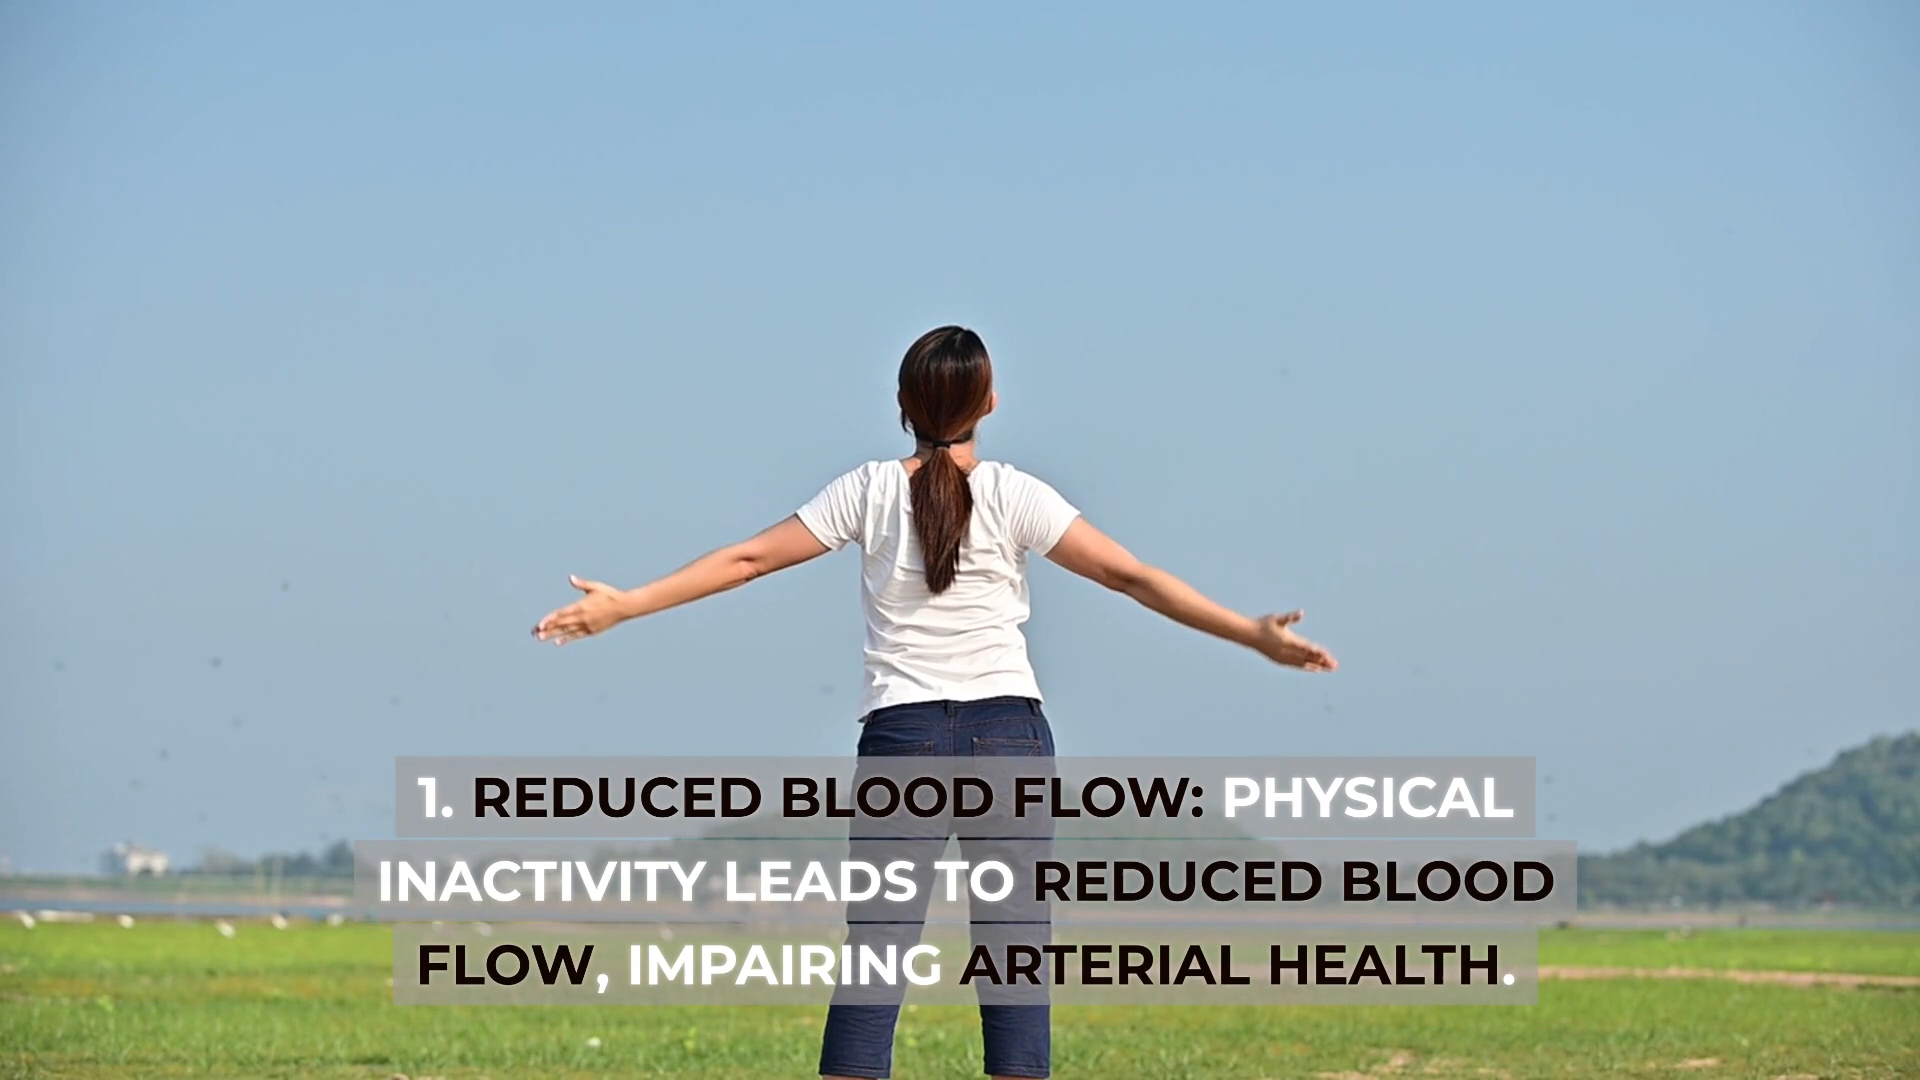 1. REDUCED BLOOD FLOW: PHYSICAL
INACTIVITY LEADS TO REDUCED BLOOD
FLOW, IMPAIRING ARTERIAL HEALTH.